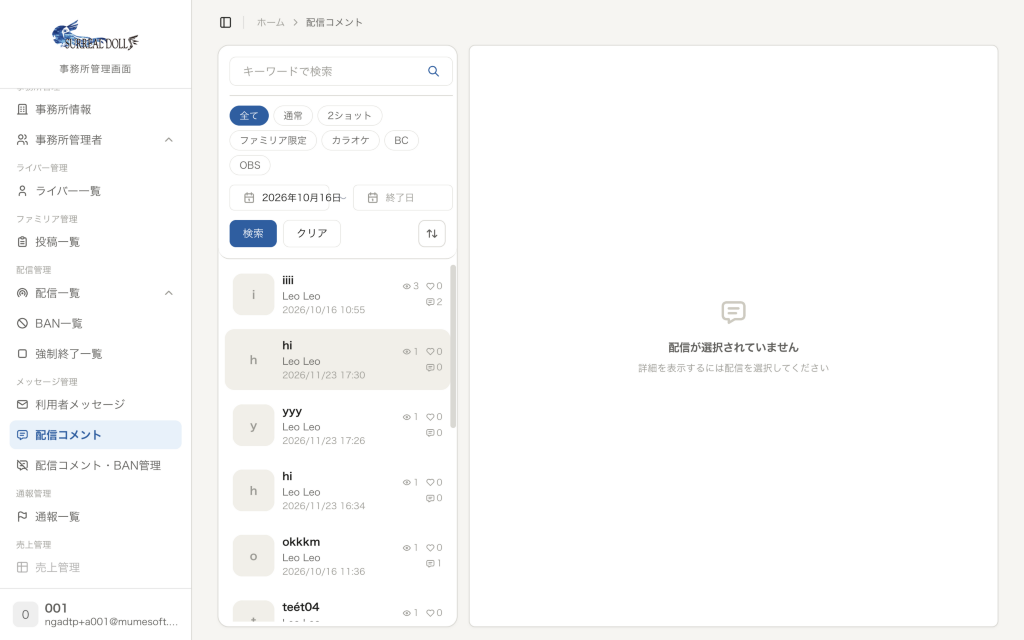 SURREAL DOLL
事務所管理画面
事務所情報
事務所管理者
ライバー管理
ライバー一覧
ファミリア管理
投稿一覧
配信管理
配信一覧
BAN一覧
強制終了一覧
メッセージ管理
利用者メッセージ
配信コメント
配信コメント・BAN管理
通報管理
通報一覧
売上管理
売上管理
0
001
ngadtp+a001@mumesoft....
ホーム > 配信コメント
キーワードで検索
全て 通常 2ショット
ファミリア限定 カラオケ BC
OBS
2026年10月16日~ 終了日
検索 クリア
i
iiii
Leo Leo
2026/10/16 10:55
3 0
2
h
hi
Leo Leo
2026/11/23 17:30
1 0
0
y
yyy
Leo Leo
2026/11/23 17:26
1 0
0
h
hi
Leo Leo
2026/11/23 16:34
1 0
0
o
okkkm
Leo Leo
2026/10/16 11:36
1 0
1
teét04
1 0
配信が選択されていません
詳細を表示するには配信を選択してください